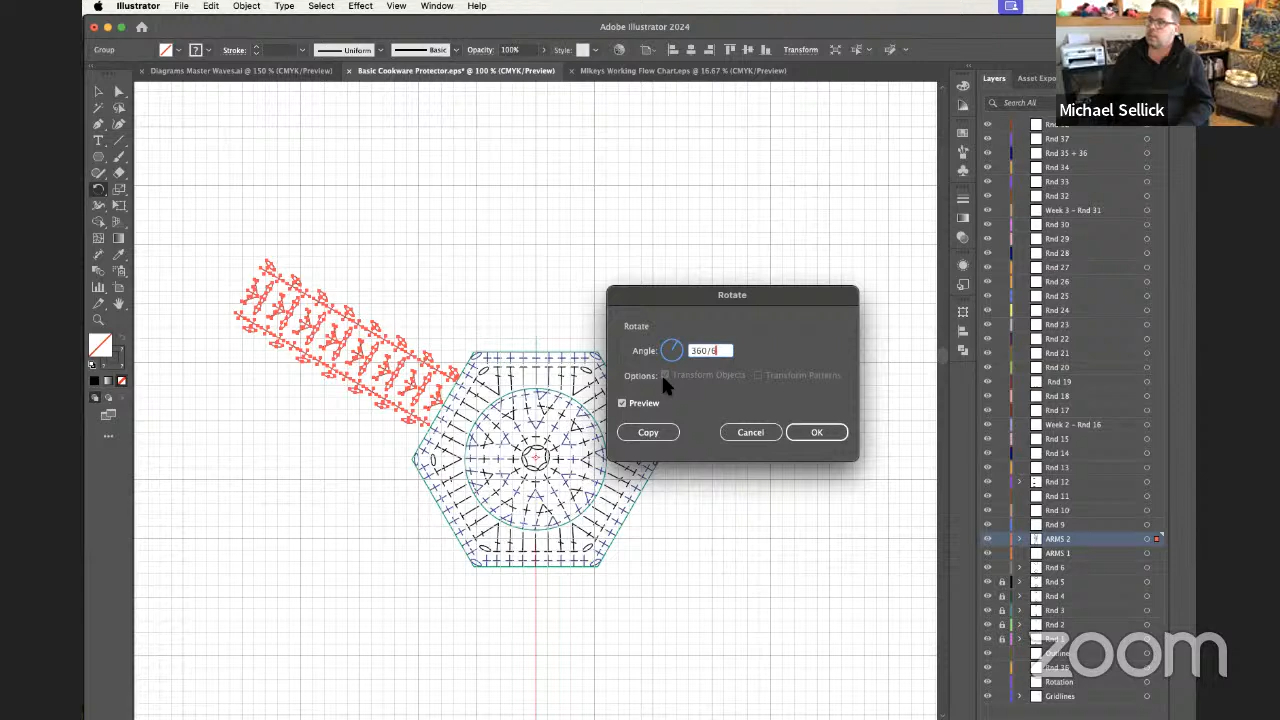 Illustrator File Edit Object Type Select Effect View Window Help
Adobe Illustrator 2024
Group Stroke: Uniform Basic Opacity: 100% Style: Transform
× Diagrams Master Waves.ai @ 150 % (CMYK/Preview) × Basic Cookware Protector.eps* @ 100 % (CMYK/Preview) × Mikeys Working Flow Chart.eps @ 16.67 % (CMYK/Preview)
Layers Asset Expo
Search All
Michael Sellick
Rnd 37
Rnd 35 + 36
Rnd 34
Rnd 33
Rnd 32
Week 3 - Rnd 31
Rnd 30
Rnd 29
Rnd 28
Rnd 27
Rnd 26
Rnd 25
Rnd 24
Rnd 23
Rnd 22
Rnd 21
Rnd 20
Rnd 19
Rnd 18
Rnd 17
Week 2 - Rnd 16
Rnd 15
Rnd 14
Rnd 13
Rnd 12
Rnd 11
Rnd 10
Rnd 9
ARMS 2
ARMS 1
Rnd 6
Rnd 5
Rnd 4
Rnd 3
Rnd 2
Rnd 1
Rotation
Gridlines
Rotate
Rotate
Angle: 360/6
Options: Transform Objects Transform Patterns
Preview
Copy Cancel OK
zoom